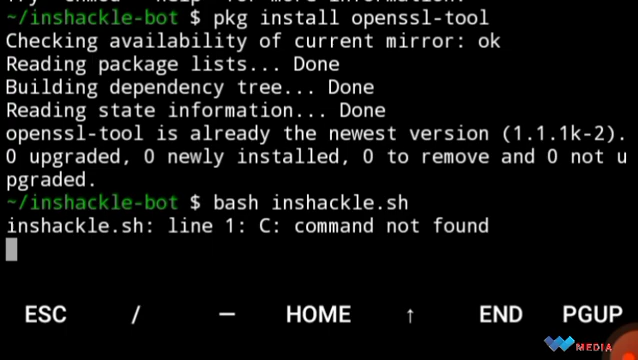 ~/inshackle-bot $ pkg install openssl-tool
Checking availability of current mirror: ok
Reading package lists... Done
Building dependency tree... Done
Reading state information... Done
openssl-tool is already the newest version (1.1.1k-2).
0 upgraded, 0 newly installed, 0 to remove and 0 not u
pgraded.
~/inshackle-bot $ bash inshackle.sh
inshackle.sh: line 1: C: command not found
ESC / — HOME ↑ END PGUP
MEDIA